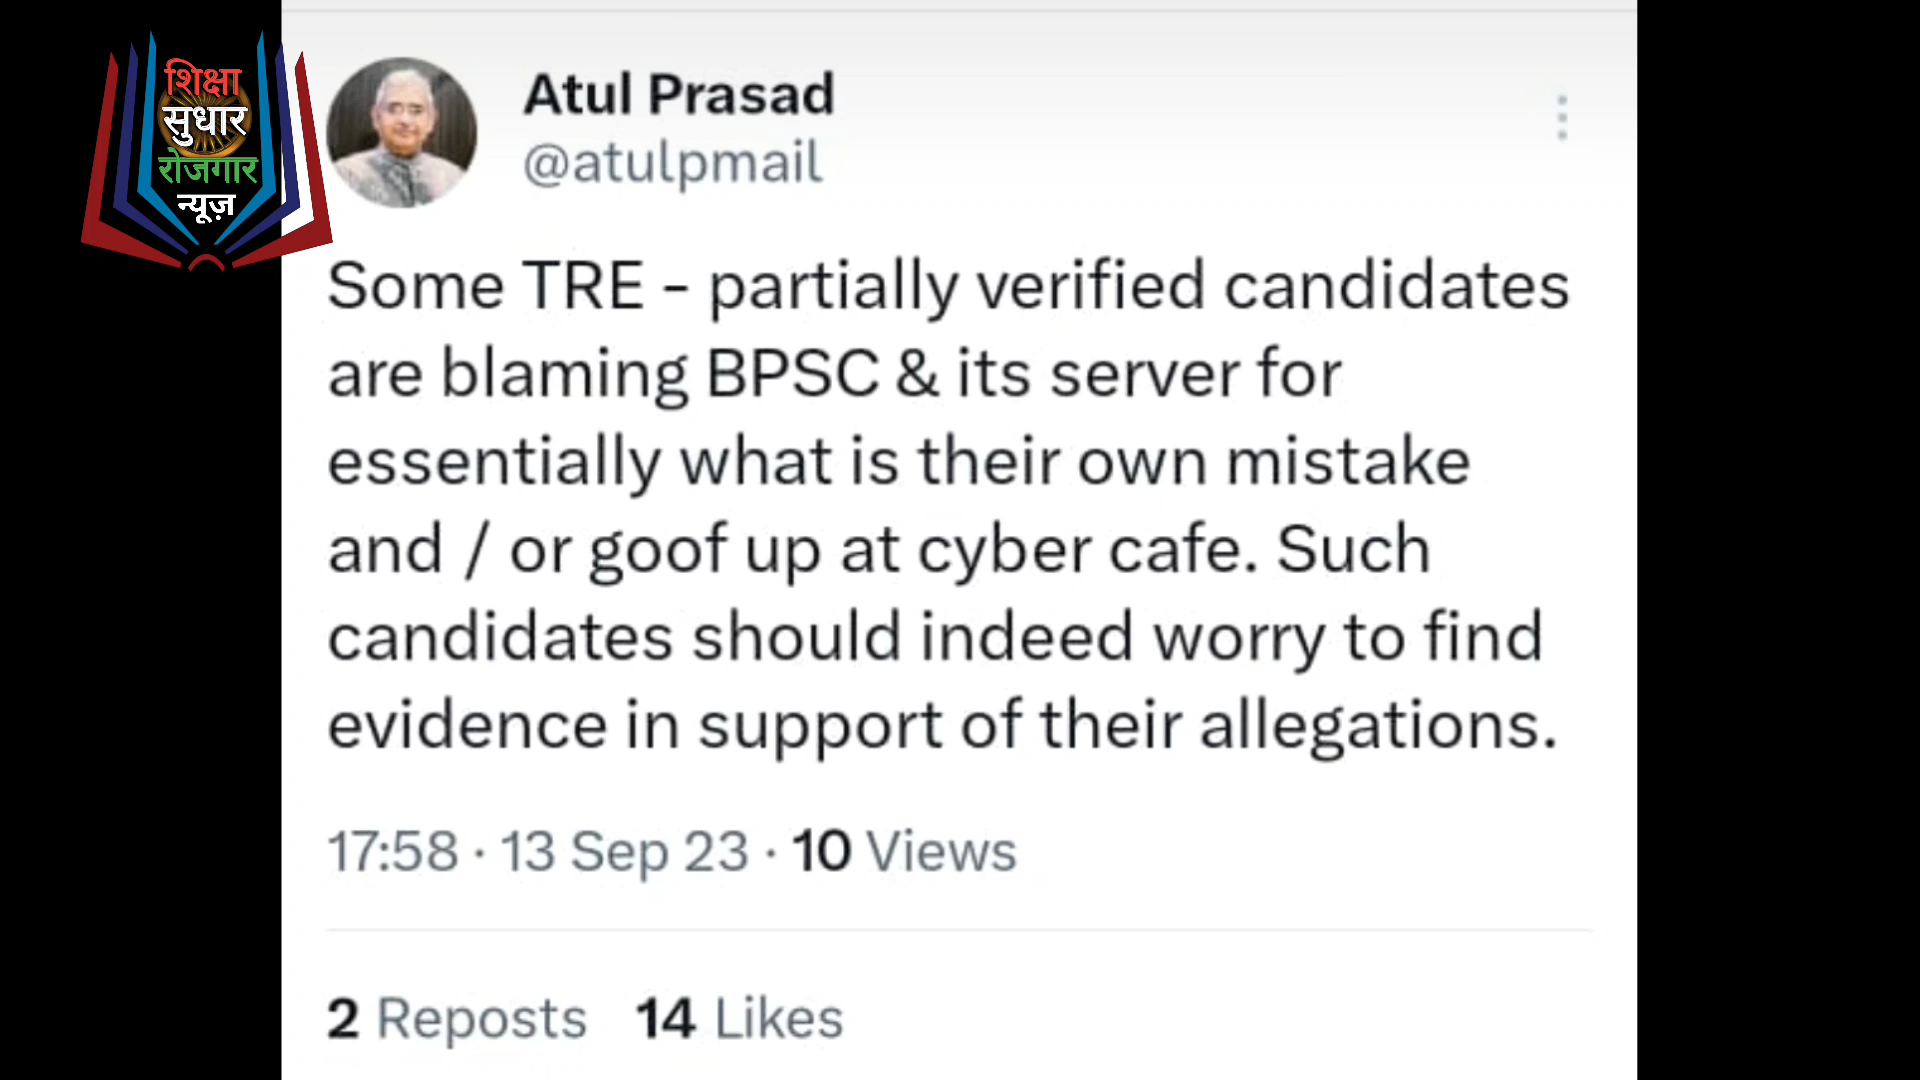 शिक्षा
सुधार
रोजगार
न्यूज़
Atul Prasad
@atulpmail
Some TRE - partially verified candidates
are blaming BPSC & its server for
essentially what is their own mistake
and / or goof up at cyber cafe. Such
candidates should indeed worry to find
evidence in support of their allegations.
17:58 · 13 Sep 23 · 10 Views
2 Reposts 14 Likes